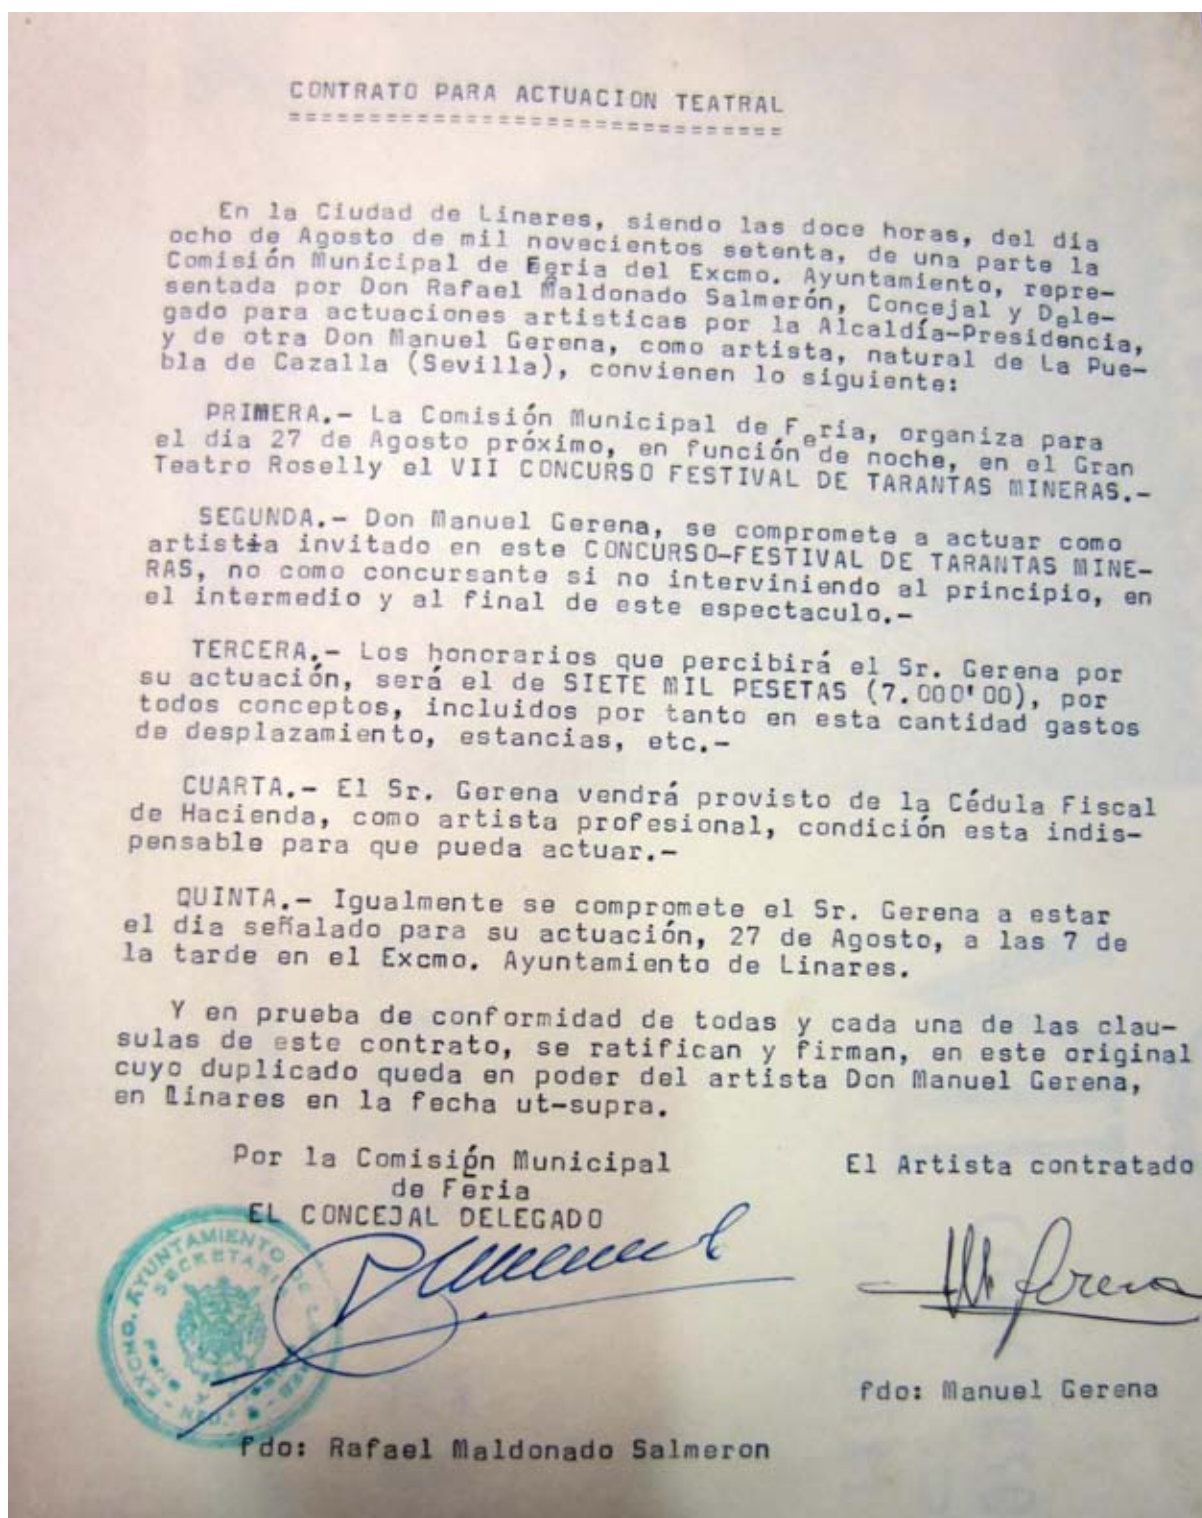 CONTRATO PARA ACTUACION TEATRAL
===============================
En la Ciudad de Linares, siendo las doce horas, del día
ocho de Agosto de mil novecientos setenta, de una parte la
Comisión Municipal de Feria del Excmo. Ayuntamiento, repre-
sentada por Don Rafael Maldonado Salmerón, Concejal y Dele-
gado para actuaciones artisticas por la Alcaldía-Presidencia,
y de otra Don Manuel Gerena, como artista, natural de La Pue-
bla de Cazalla (Sevilla), convienen lo siguiente:
PRIMERA.- La Comisión Municipal de Feria, organiza para
el día 27 de Agosto próximo, en función de noche, en el Gran
Teatro Roselly el VII CONCURSO FESTIVAL DE TARANTAS MINERAS.-
SEGUNDA.- Don Manuel Gerena, se compromete a actuar como
artistia invitado en este CONCURSO-FESTIVAL DE TARANTAS MINE-
RAS, no como concursante si no interviniendo al principio, en
el intermedio y al final de este espectaculo.-
TERCERA.- Los honorarios que percibirá el Sr. Gerena por
su actuación, será el de SIETE MIL PESETAS (7.000'00), por
todos conceptos, incluidos por tanto en esta cantidad gastos
de desplazamiento, estancias, etc.-
CUARTA.- El Sr. Gerena vendrá provisto de la Cédula Fiscal
de Hacienda, como artista profesional, condición esta indis-
pensable para que pueda actuar.-
QUINTA.- Igualmente se compromete el Sr. Gerena a estar
el dia señalado para su actuación, 27 de Agosto, a las 7 de
la tarde en el Excmo. Ayuntamiento de Linares.
Y en prueba de conformidad de todas y cada una de las clau-
sulas de este contrato, se ratifican y firman, en este original
cuyo duplicado queda en poder del artista Don Manuel Gerena,
en Linares en la fecha ut-supra.
Por la Comisión Municipal
de Feria
EL CONCEJAL DELEGADO
El Artista contratado
EXCMO. AYUNTAMIENTO DE
SECRETARIA
Feria y
NEG.
M. Gerena
fdo: Manuel Gerena
fdo: Rafael Maldonado Salmeron